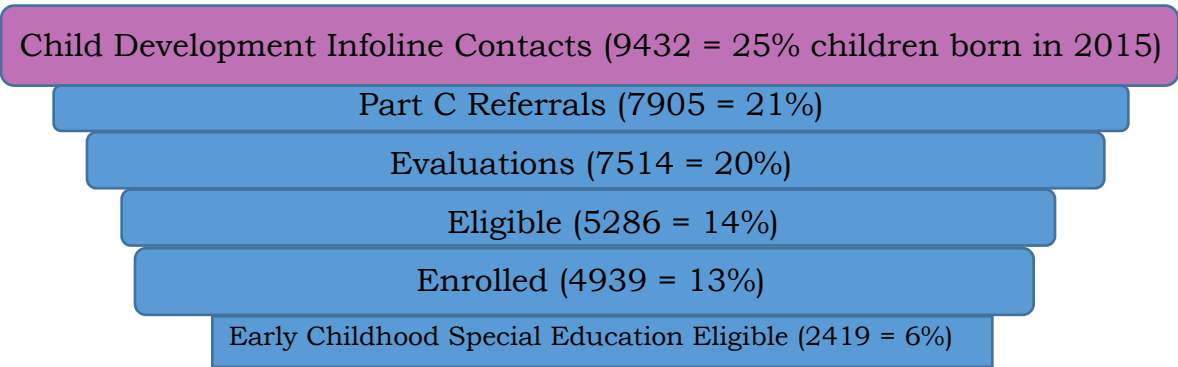 Child Development Infoline Contacts (9432 = 25% children born in 2015)
Part C Referrals (7905 = 21%)
Evaluations (7514 = 20%)
Eligible (5286 = 14%)
Enrolled (4939 = 13%)
Early Childhood Special Education Eligible (2419 = 6%)